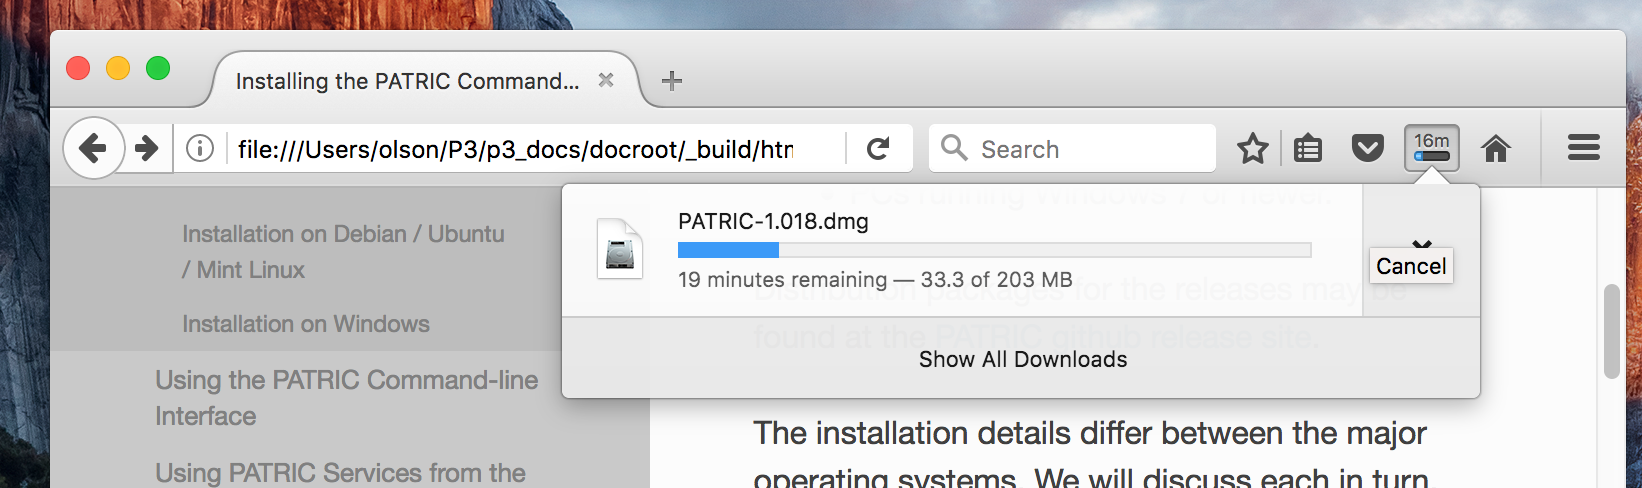 Installing the PATRIC Command...
file:///Users/olson/P3/p3_docs/docroot/_build/htm
Search
16m
PCs running Windows 7 or newer.
PATRIC-1.018.dmg
Cancel
19 minutes remaining — 33.3 of 203 MB
Distribution packages for the releases may be
found at the PATRIC github release site.
Show All Downloads
Installation on Debian / Ubuntu
/ Mint Linux
Installation on Windows
Using the PATRIC Command-line
Interface
Using PATRIC Services from the
The installation details differ between the major
operating systems. We will discuss each in turn.